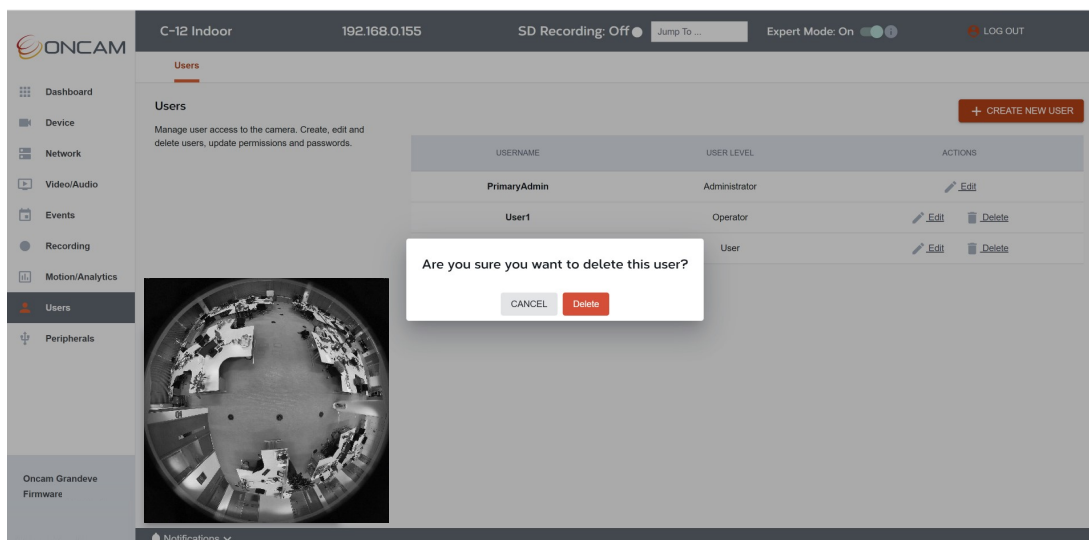 ONCAM
C-12 Indoor
192.168.0.155
SD Recording: Off
Jump To ...
Expert Mode: On
LOG OUT
Users
Dashboard
Device
Network
Video/Audio
Events
Recording
Motion/Analytics
Users
Peripherals
Oncam Grandeye
Firmware
Users
Manage user access to the camera. Create, edit and
delete users, update permissions and passwords.
+ CREATE NEW USER
USERNAME USER LEVEL ACTIONS
PrimaryAdmin Administrator Edit
User1 Operator Edit Delete
User Edit Delete
Are you sure you want to delete this user?
CANCEL Delete
Notifications